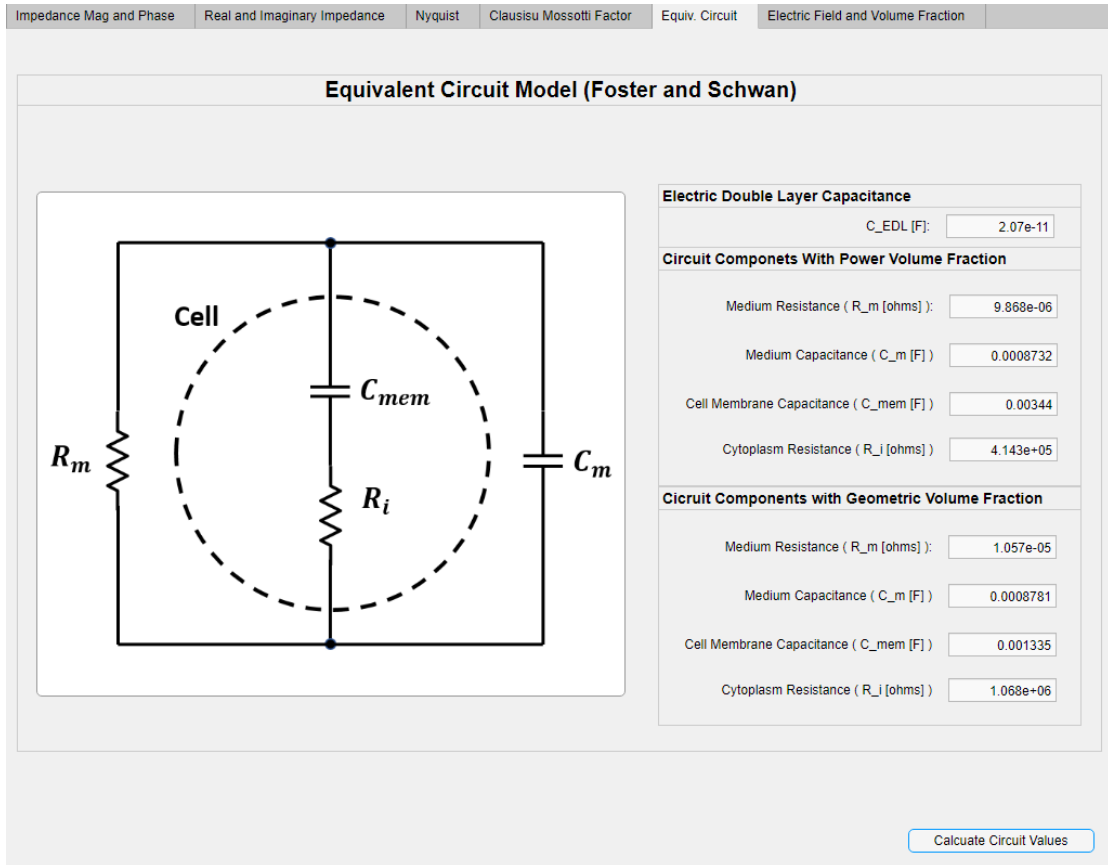 Impedance Mag and Phase
Real and Imaginary Impedance
Nyquist
Clausisu Mossotti Factor
Equiv. Circuit
Electric Field and Volume Fraction
Equivalent Circuit Model (Foster and Schwan)
Cell
C_mem
R_m
R_i
C_m
Electric Double Layer Capacitance
C_EDL [F]: 2.07e-11
Circuit Componets With Power Volume Fraction
Medium Resistance ( R_m [ohms] ): 9.868e-06
Medium Capacitance ( C_m [F] ) 0.0008732
Cell Membrane Capacitance ( C_mem [F] ) 0.00344
Cytoplasm Resistance ( R_i [ohms] ) 4.143e+05
Cicruit Components with Geometric Volume Fraction
Medium Resistance ( R_m [ohms] ): 1.057e-05
Medium Capacitance ( C_m [F] ) 0.0008781
Cell Membrane Capacitance ( C_mem [F] ) 0.001335
Cytoplasm Resistance ( R_i [ohms] ) 1.068e+06
Calcuate Circuit Values